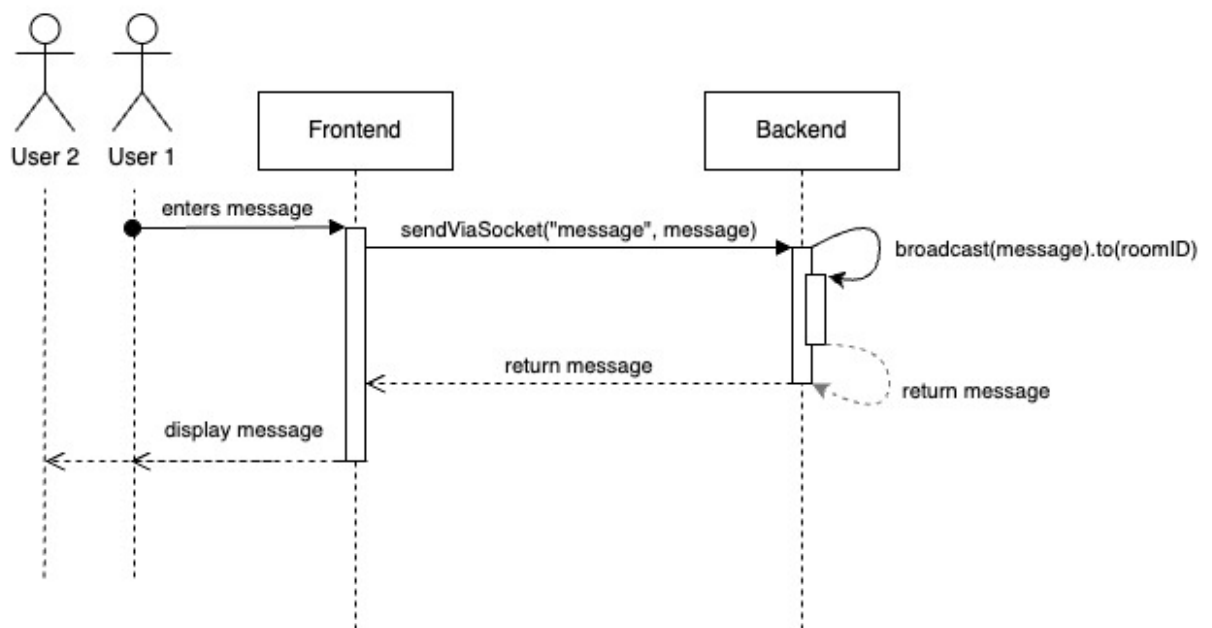 User 2
User 1
Frontend
Backend
enters message
sendViaSocket("message", message)
broadcast(message).to(roomID)
return message
return message
display message